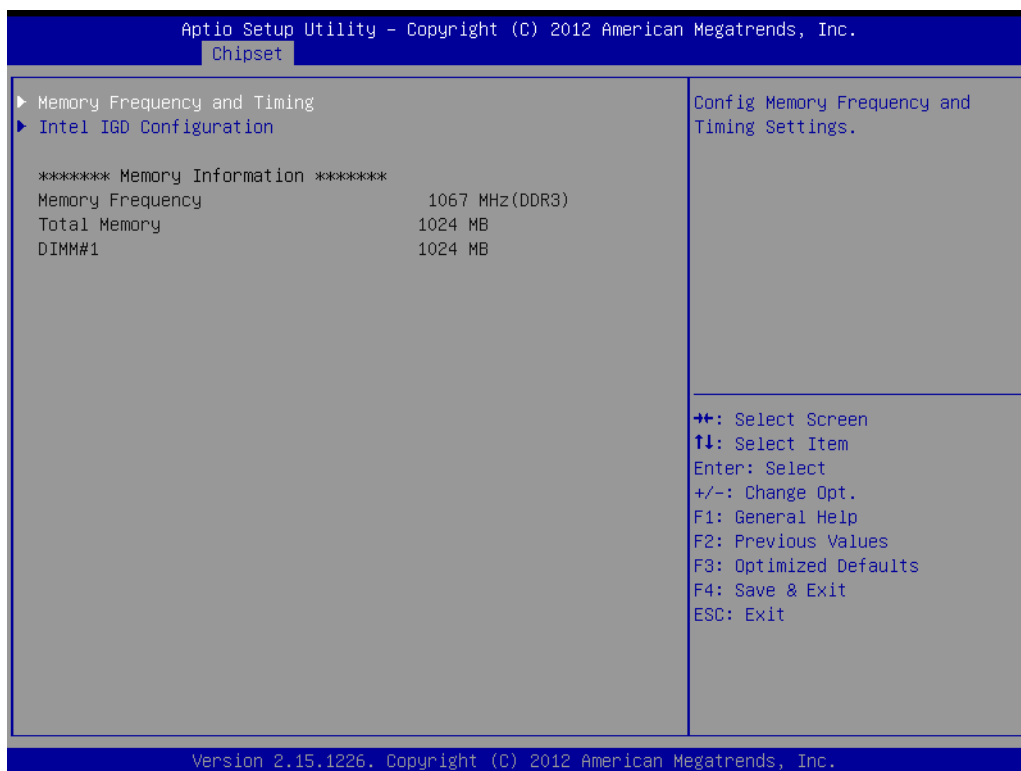 Aptio Setup Utility – Copyright (C) 2012 American Megatrends, Inc.
Chipset
▶ Memory Frequency and Timing
▶ Intel IGD Configuration
******* Memory Information *******
Memory Frequency 1067 MHz(DDR3)
Total Memory 1024 MB
DIMM#1 1024 MB
Config Memory Frequency and
Timing Settings.
→←: Select Screen
↑↓: Select Item
Enter: Select
+/-: Change Opt.
F1: General Help
F2: Previous Values
F3: Optimized Defaults
F4: Save & Exit
ESC: Exit
Version 2.15.1226. Copyright (C) 2012 American Megatrends, Inc.